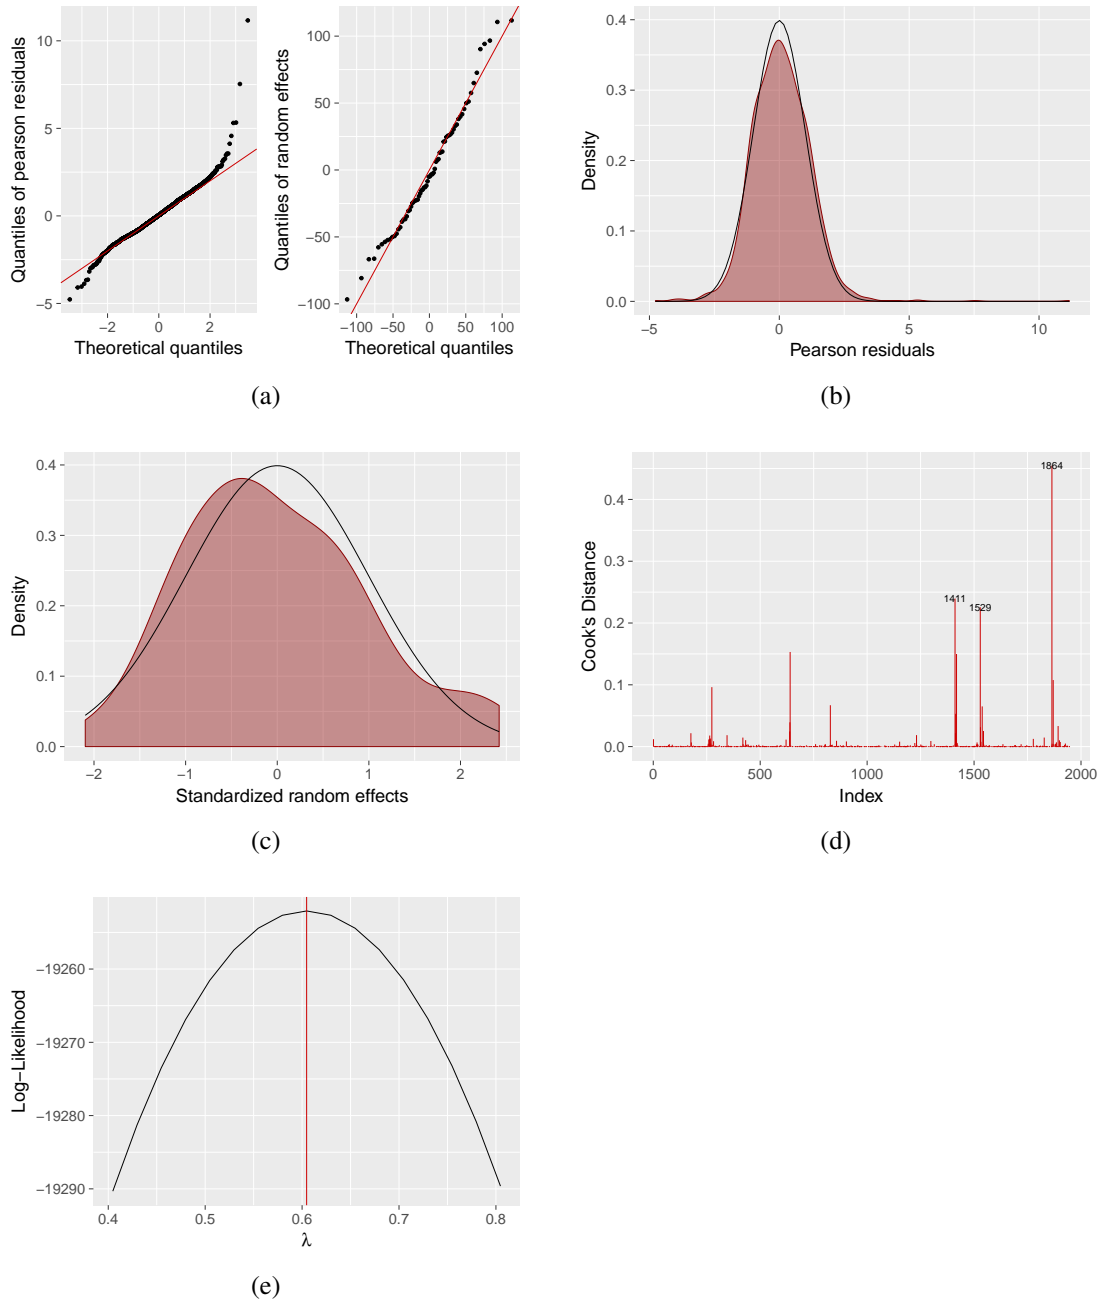 Quantiles of pearson residuals
10
5
0
−5
−2 0 2
Theoretical quantiles
Quantiles of random effects
100
50
0
−50
−100
−100 −50 0 50 100
Theoretical quantiles
(a)
Density
0.4
0.3
0.2
0.1
0.0
−5 0 5 10
Pearson residuals
(b)
Density
0.4
0.3
0.2
0.1
0.0
−2 −1 0 1 2
Standardized random effects
(c)
Cook's Distance
0.4
0.3
0.2
0.1
0.0
1864
1411
1529
0 500 1000 1500 2000
Index
(d)
Log−Likelihood
−19260
−19270
−19280
−19290
0.4 0.5 0.6 0.7 0.8
λ
(e)